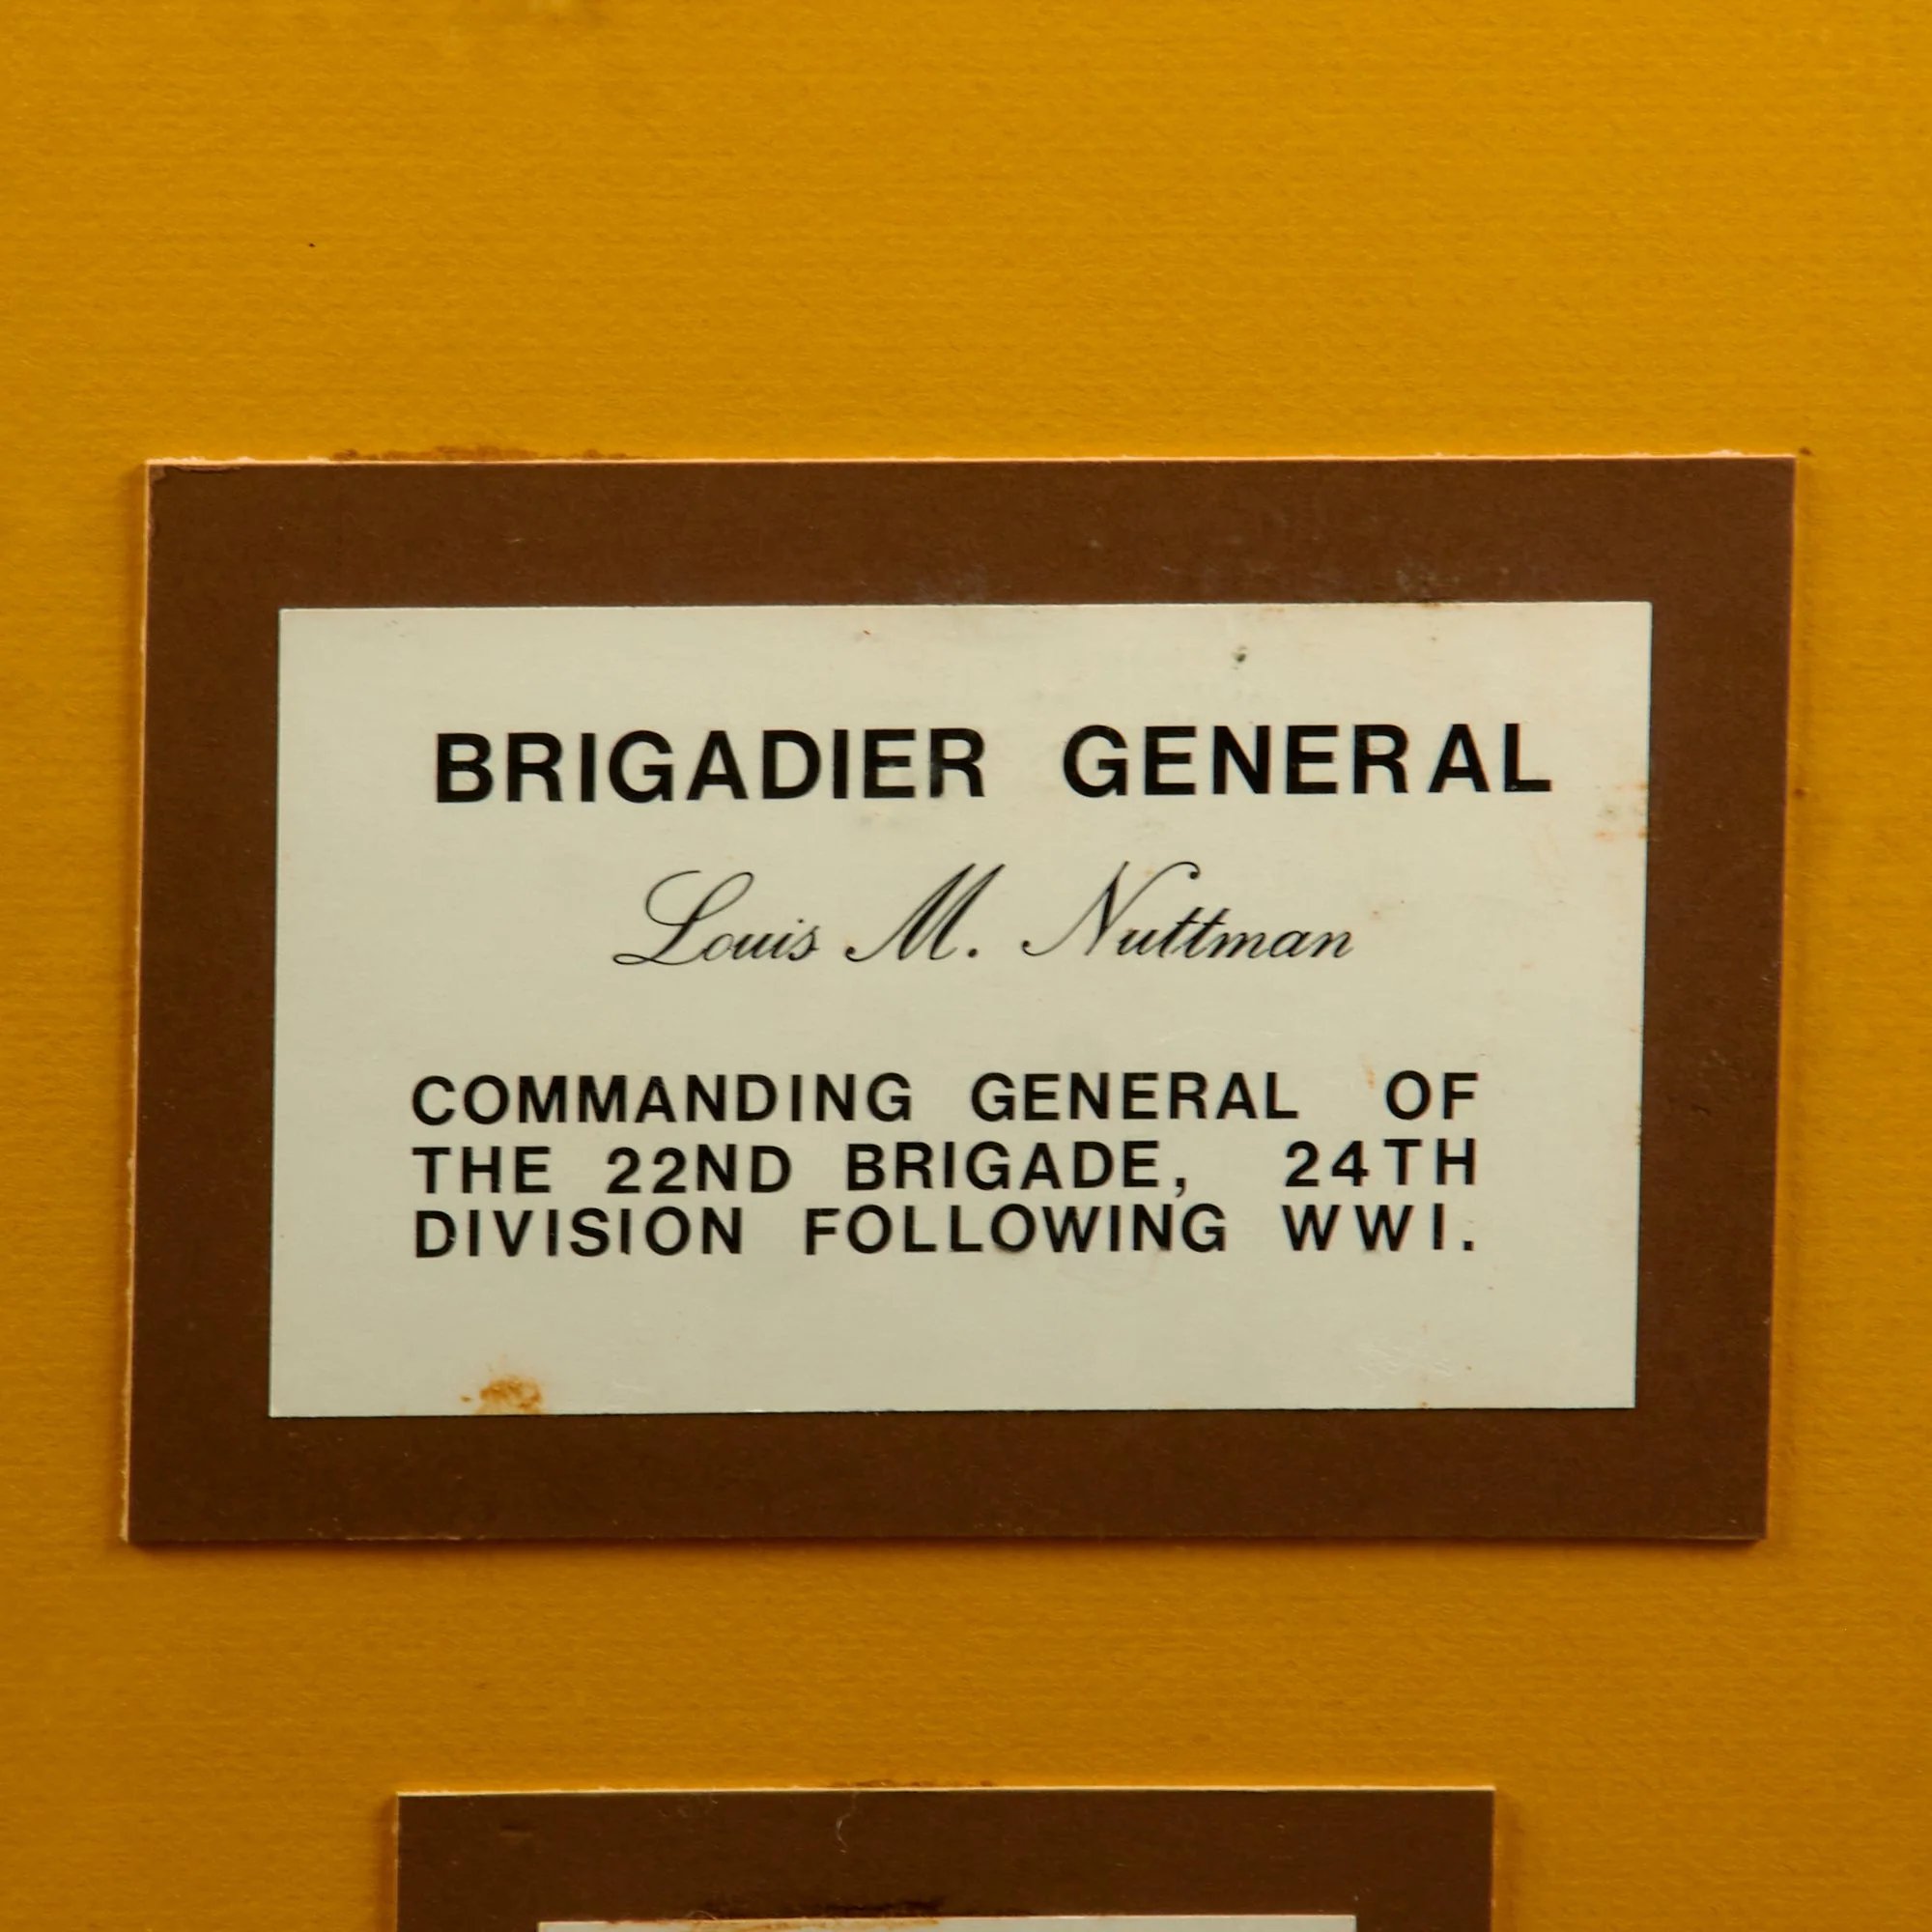 BRIGADIER GENERAL
Louis M. Nuttman
COMMANDING GENERAL OF
THE 22ND BRIGADE, 24TH
DIVISION FOLLOWING WWI.